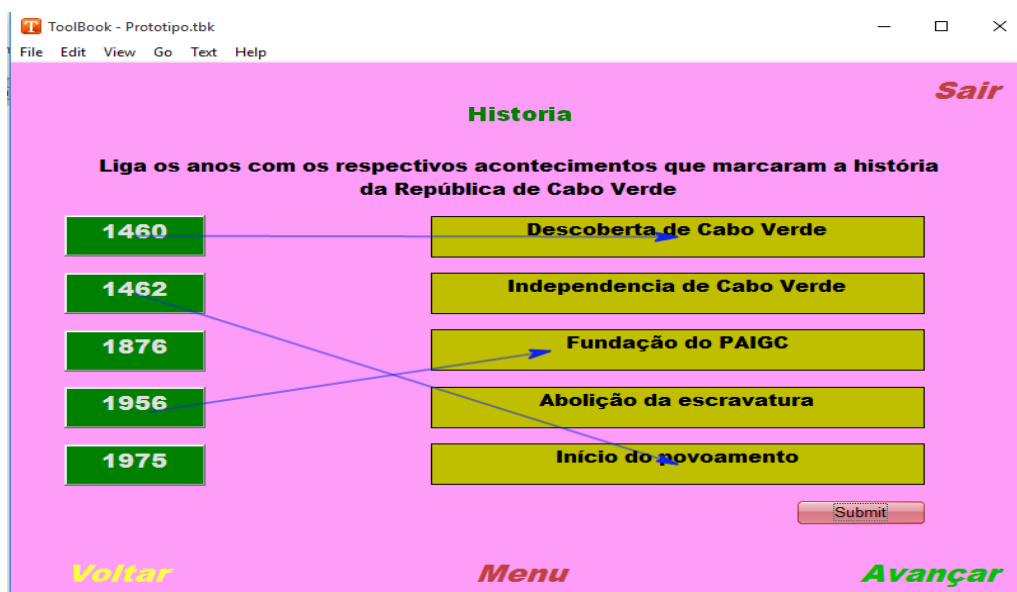 ToolBook - Prototipo.tbk
File Edit View Go Text Help
Sair
Historia
Liga os anos com os respectivos acontecimentos que marcaram a história
da República de Cabo Verde
1460 Descoberta de Cabo Verde
1462 Independencia de Cabo Verde
1876 Fundação do PAIGC
1956 Abolição da escravatura
1975 Início do povoamento
Submit
Voltar Menu Avançar